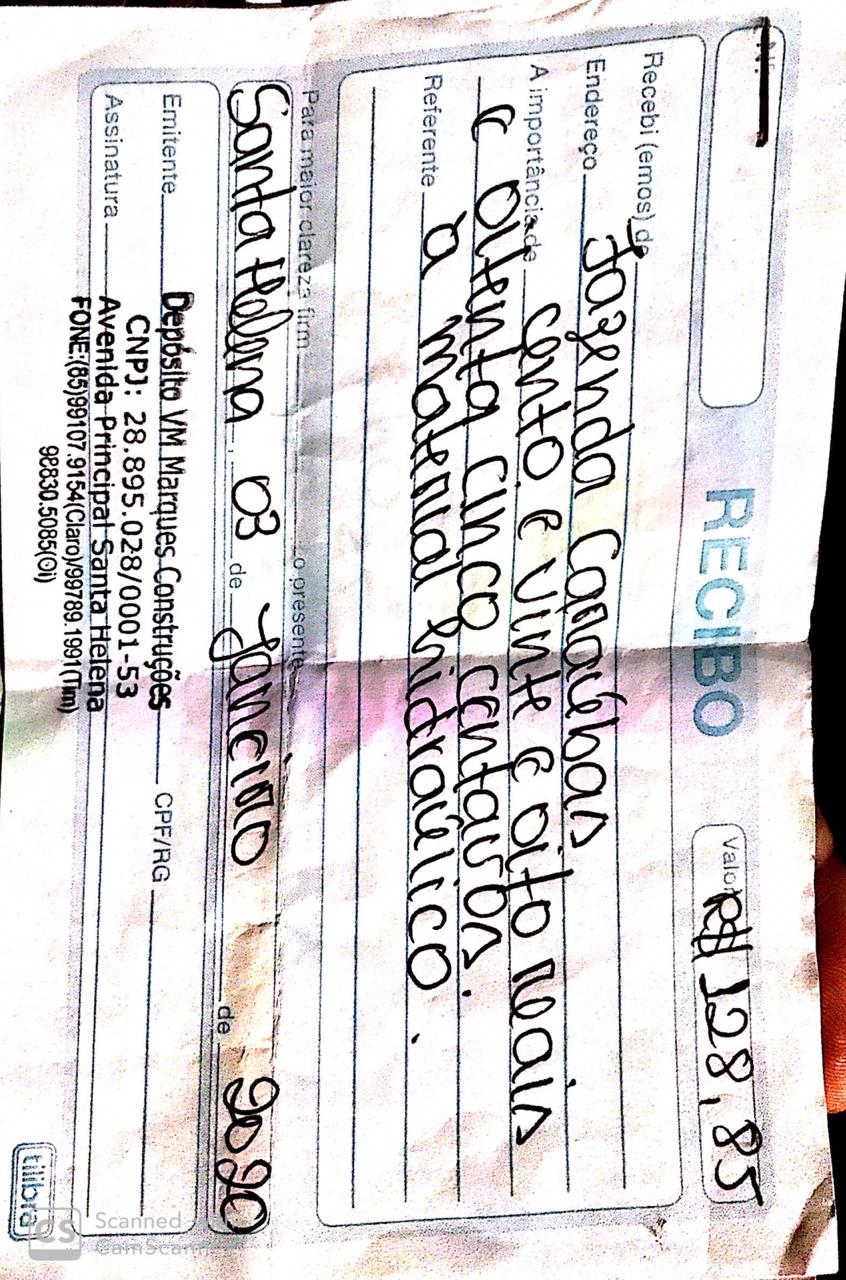 Nº
RECIBO
Valor R$ 128,85
Recebi (emos) de
Endereço Fazenda Capaúbas
A importância de cento e vinte e oito reais
e oitenta cinco centavos.
Referente a material hidraúlico.
Para maior clareza firm o presente
Santa Helena, 03 de janeiro de 2020
Emitente Depósito VM Marques Construções CPF/RG
CNPJ: 28.895.028/0001-53
Assinatura Avenida Principal Santa Helena
FONE:(85)99107.9154(Claro)/99789.1991(Tim)
98830.5085(Oi)
tilibra
CS Scanned
CamScanner